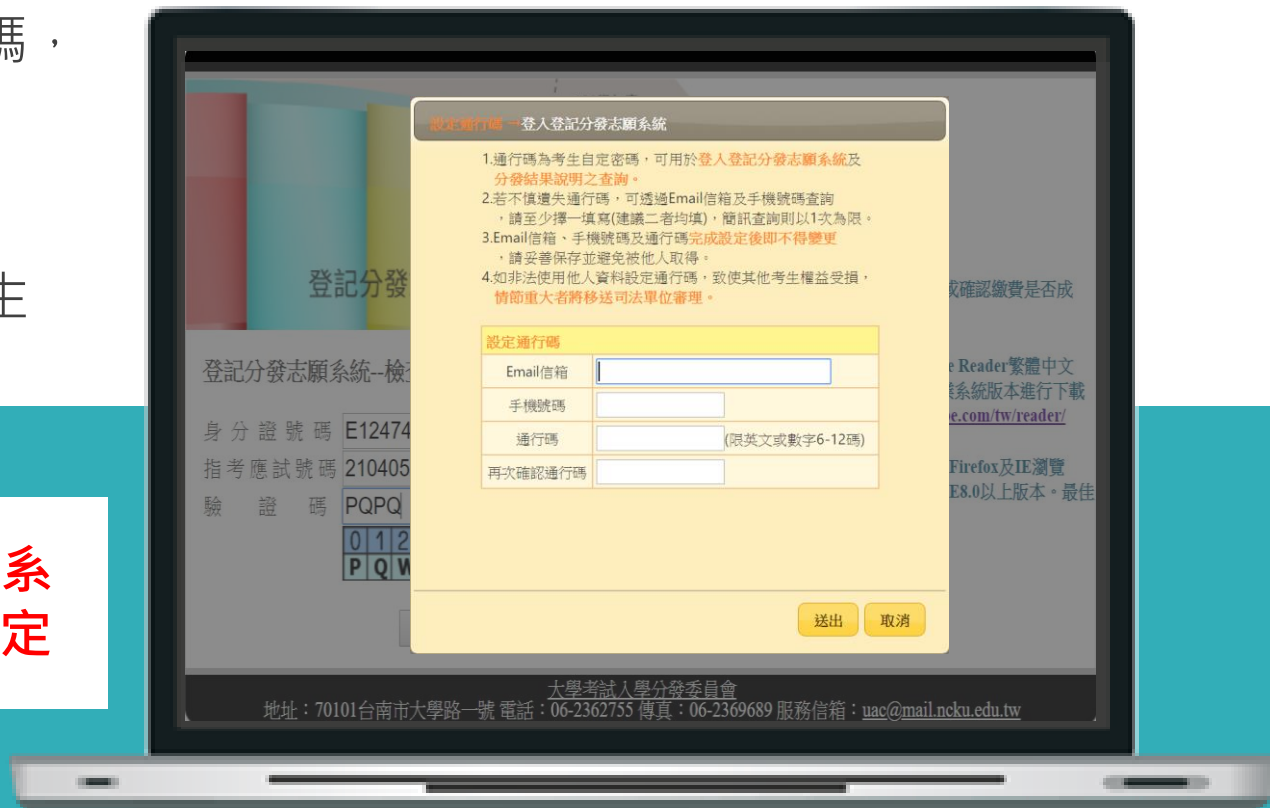 碼，
生
系
定
設定通行碼 →登入登記分發志願系統
1.通行碼為考生自定密碼，可用於登入登記分發志願系統及
分發結果說明之查詢。
2.若不慎遺失通行碼，可透過Email信箱及手機號碼查詢
，請至少擇一填寫(建議二者均填)，簡訊查詢則以1次為限。
3.Email信箱、手機號碼及通行碼完成設定後即不得變更
，請妥善保存並避免被他人取得。
4.如非法使用他人資料設定通行碼，致使其他考生權益受損，
情節重大者將移送司法單位審理。
設定通行碼
Email信箱
手機號碼
通行碼 (限英文或數字6-12碼)
再次確認通行碼
送出 取消
登記分發
登記分發志願系統--檢
身分證號碼 E12474
指考應試號碼 210405
驗證碼 PQPQ
0 1 2
P Q W
確認繳費是否成
Reader繁體中文
系統版本進行下載
e.com/tw/reader/
Firefox及IE瀏覽
E8.0以上版本。最佳
大學考試入學分發委員會
地址：70101台南市大學路一號 電話：06-2362755 傳真：06-2369689 服務信箱：uac@mail.ncku.edu.tw